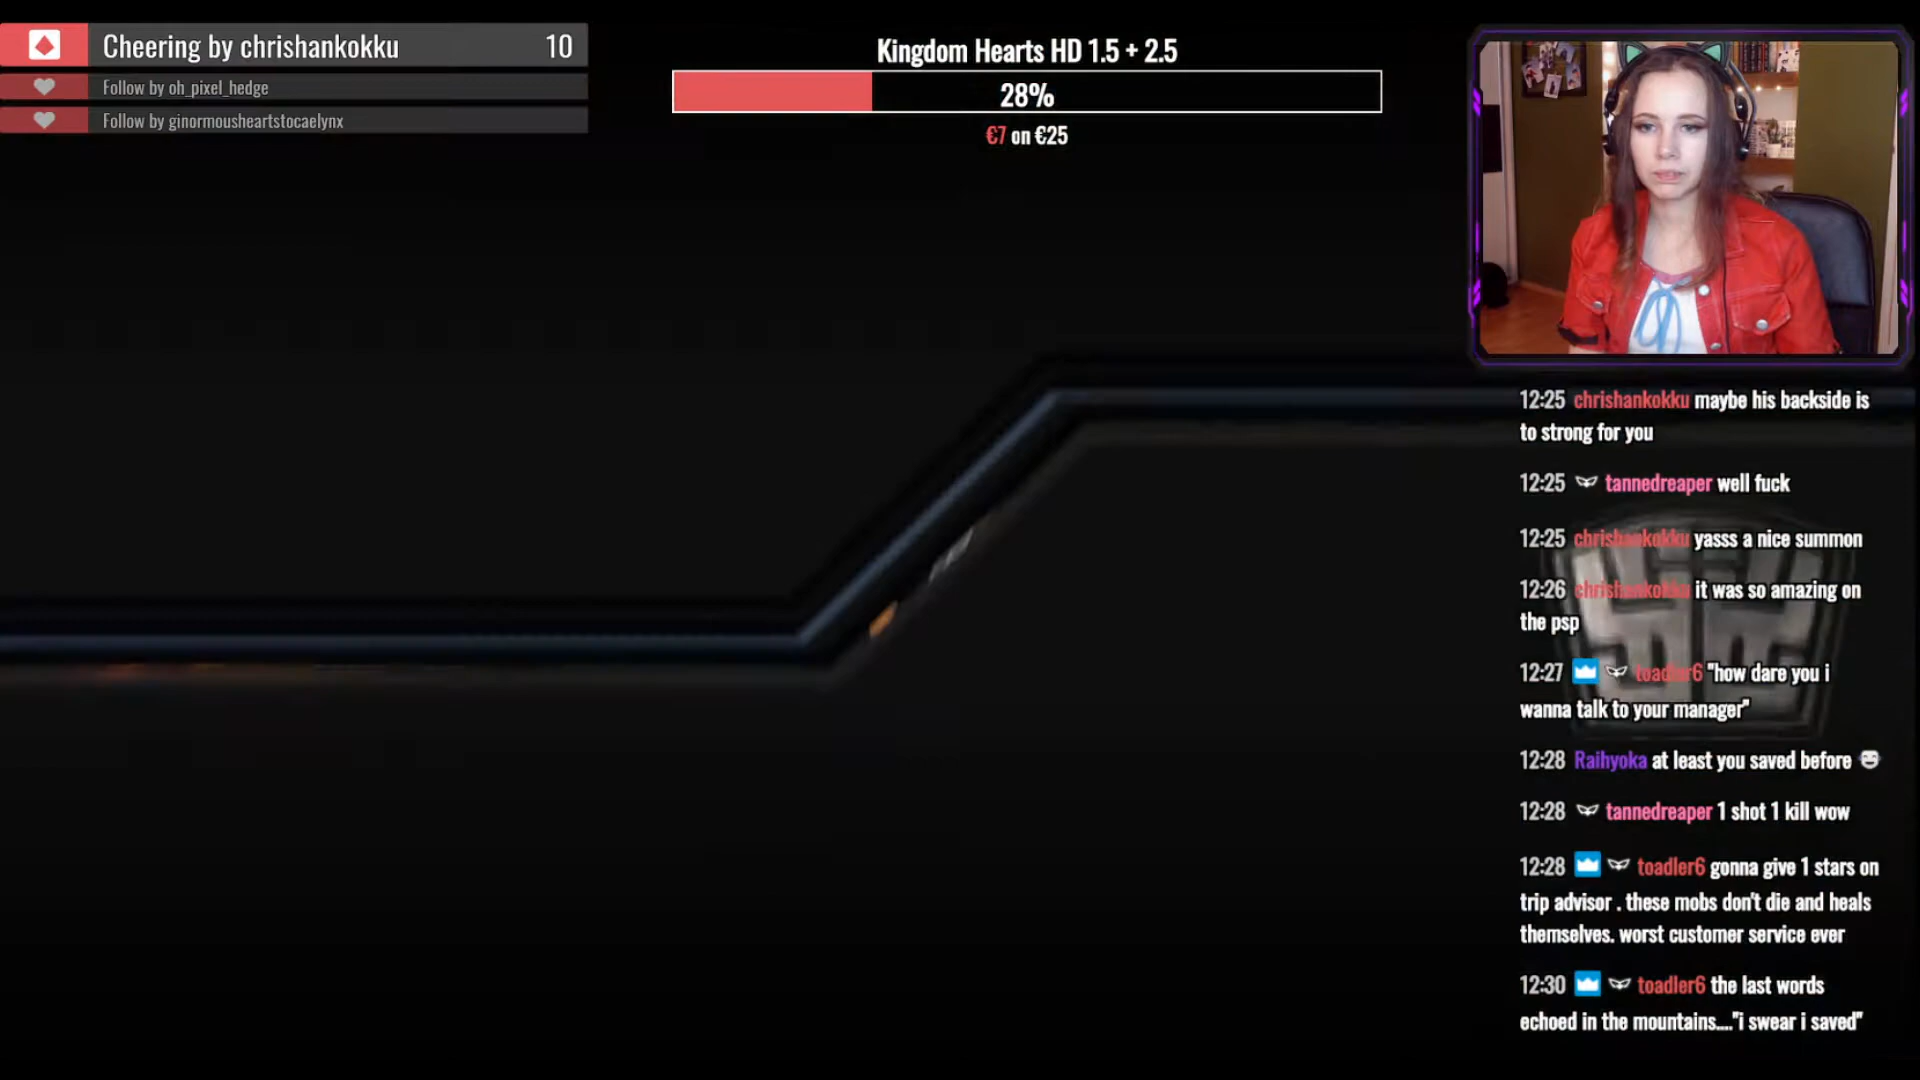 Cheering by chrishankokku 10
Follow by oh_pixel_hedge
Follow by ginormousheartstocaelynx
Kingdom Hearts HD 1.5 + 2.5
28%
€7 on €25
12:25 chrishankokku maybe his backside is
to strong for you
12:25 tannedreaper well fuck
12:25 chrishankokku yasss a nice summon
12:26 chrishankokku it was so amazing on
the psp
12:27 toadler6 "how dare you i
wanna talk to your manager"
12:28 Raihyoka at least you saved before
12:28 tannedreaper 1 shot 1 kill wow
12:28 toadler6 gonna give 1 stars on
trip advisor . these mobs don't die and heals
themselves. worst customer service ever
12:30 toadler6 the last words
echoed in the mountains...."i swear i saved"